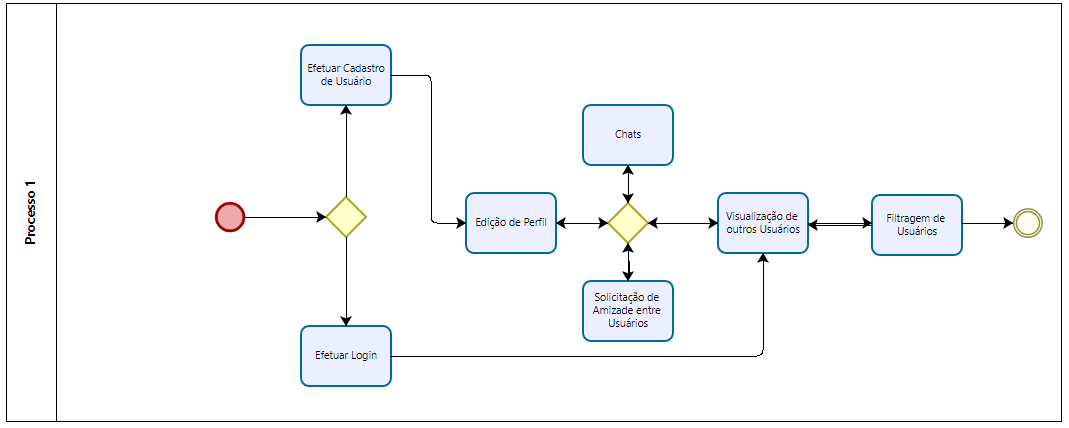 Processo 1
Efetuar Cadastro
de Usuário
Chats
Edição de Perfil
Visualização de
outros Usuários
Filtragem de
Usuários
Solicitação de
Amizade entre
Usuários
Efetuar Login